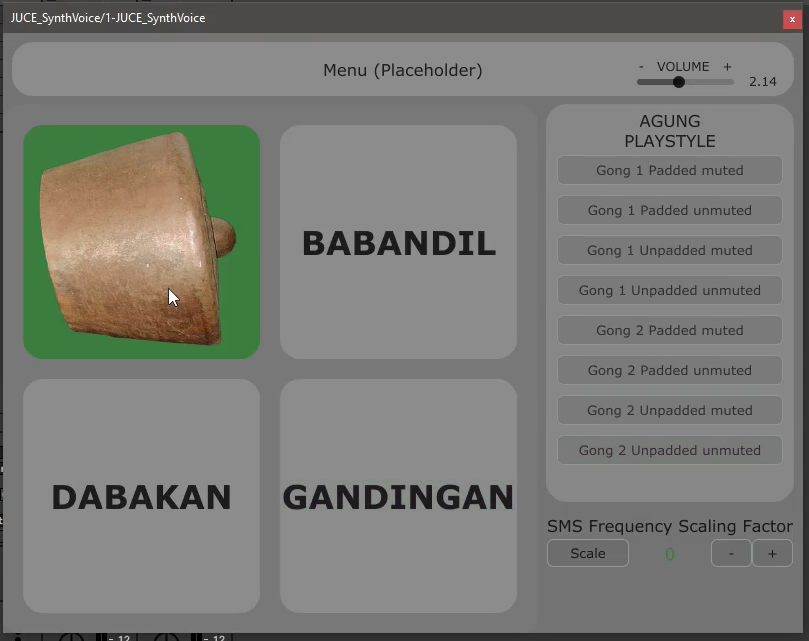 JUCE_SynthVoice/1-JUCE_SynthVoice
x
Menu (Placeholder)
- VOLUME +
2.14
BABANDIL
DABAKAN
GANDINGAN
AGUNG
PLAYSTYLE
Gong 1 Padded muted
Gong 1 Padded unmuted
Gong 1 Unpadded muted
Gong 1 Unpadded unmuted
Gong 2 Padded muted
Gong 2 Padded unmuted
Gong 2 Unpadded muted
Gong 2 Unpadded unmuted
SMS Frequency Scaling Factor
Scale 0 - +
- 12 - 12